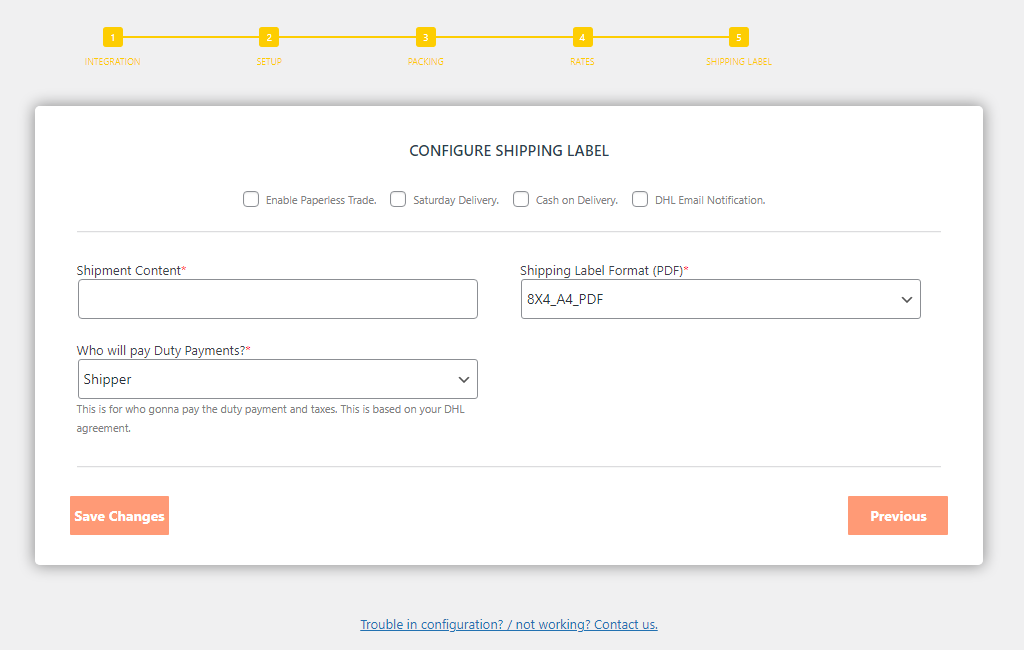 1 2 3 4 5
INTEGRATION SETUP PACKING RATES SHIPPING LABEL
CONFIGURE SHIPPING LABEL
Enable Paperless Trade. Saturday Delivery. Cash on Delivery. DHL Email Notification.
Shipment Content* Shipping Label Format (PDF)*
8X4_A4_PDF
Who will pay Duty Payments?*
Shipper
This is for who gonna pay the duty payment and taxes. This is based on your DHL
agreement.
Save Changes Previous
Trouble in configuration? / not working? Contact us.